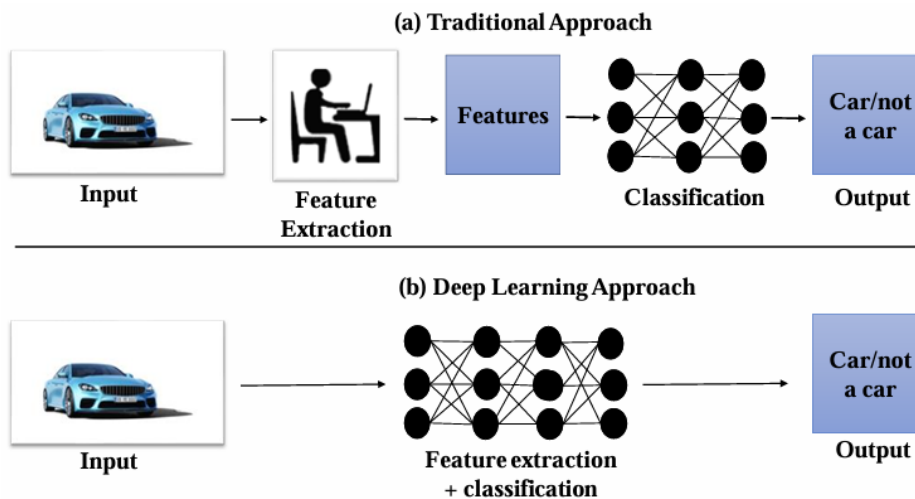 (a) Traditional Approach
Features
Car/not
a car
Input
Feature
Extraction
Classification
Output
(b) Deep Learning Approach
Car/not
a car
Input
Feature extraction
+ classification
Output